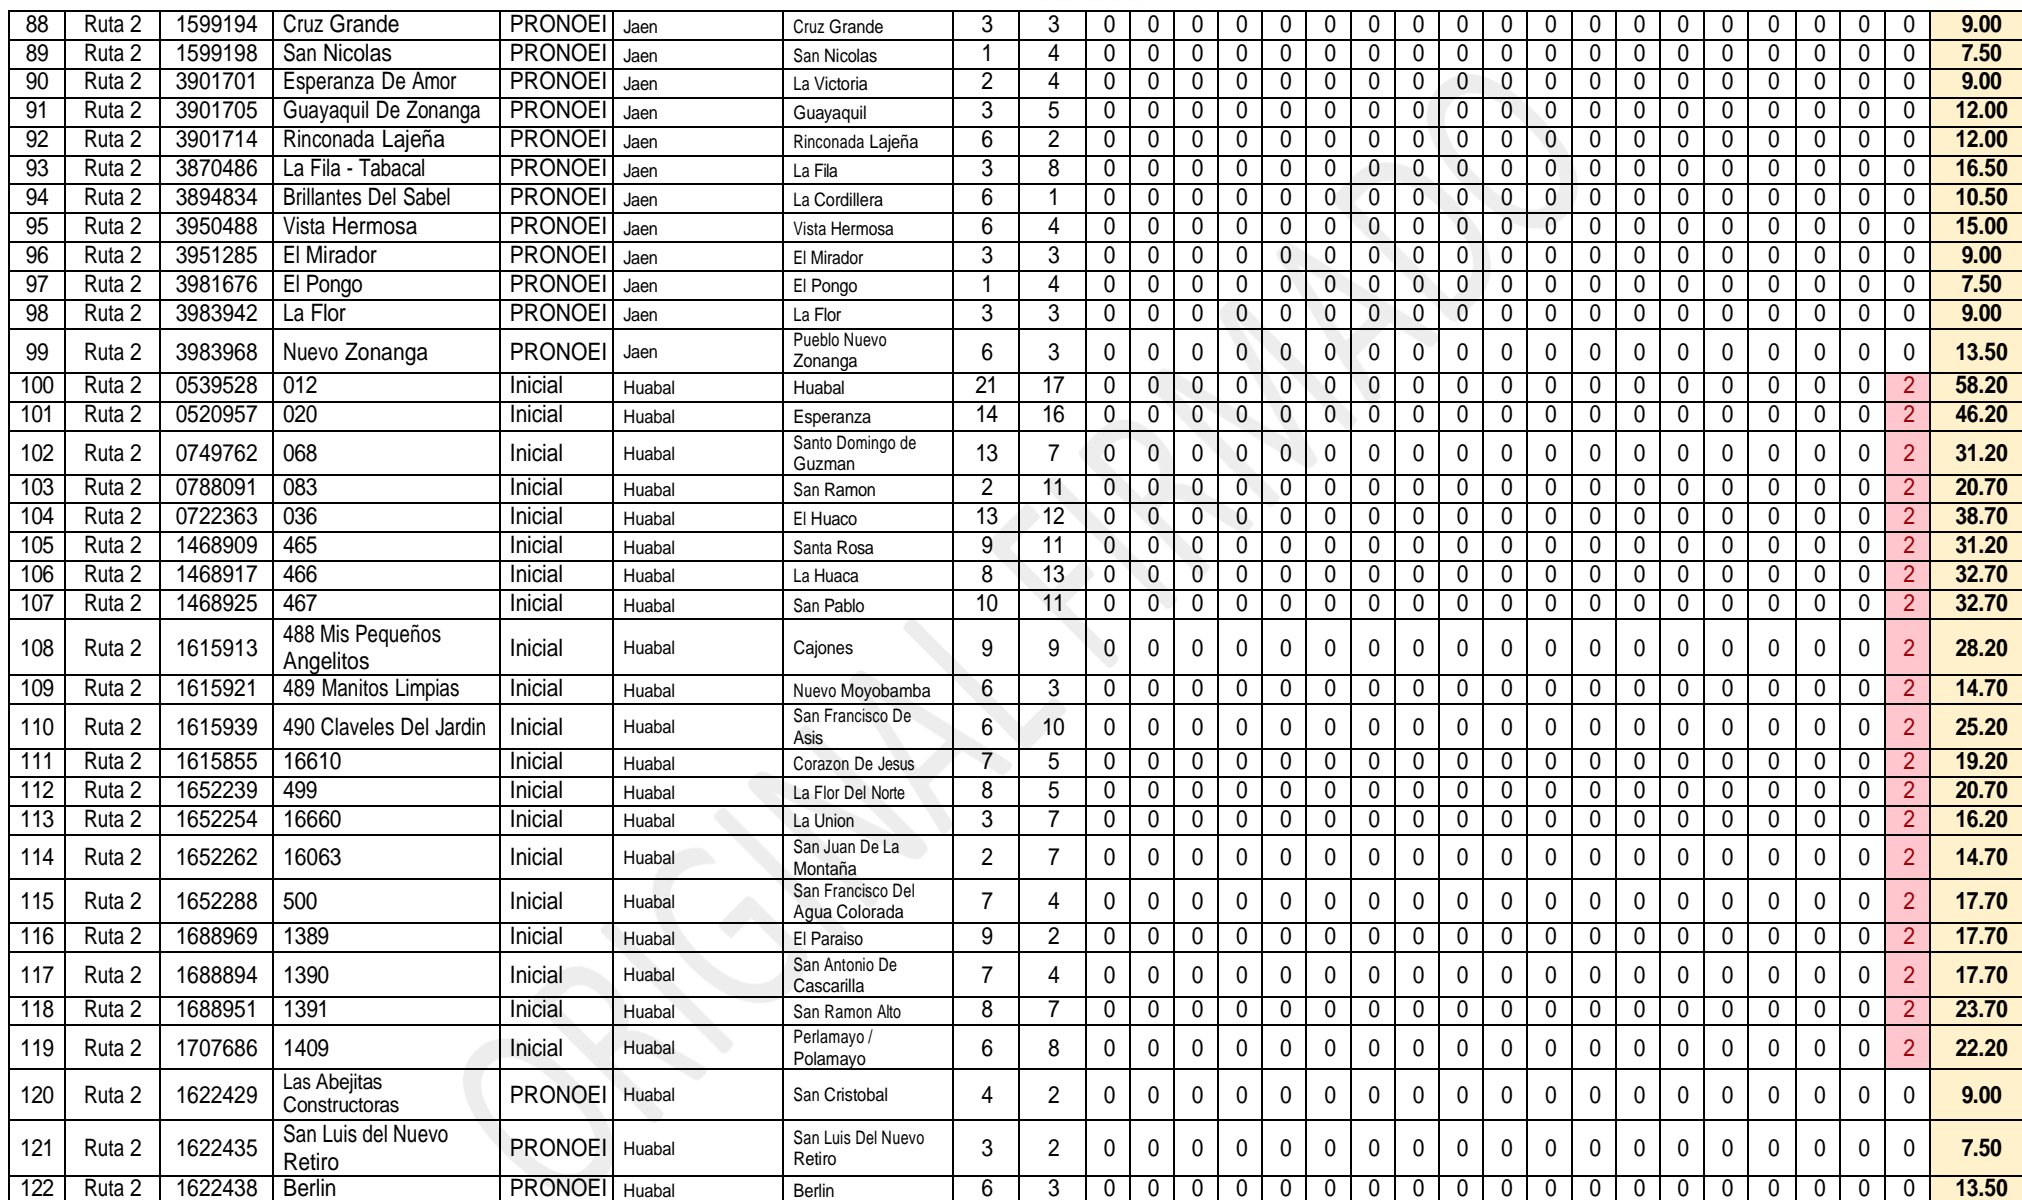 88 Ruta 2 1599194 Cruz Grande PRONOEI Jaen Cruz Grande 3 3 0 0 0 0 0 0 0 0 0 0 0 0 0 0 0 0 0 0 0 9.00
89 Ruta 2 1599198 San Nicolas PRONOEI Jaen San Nicolas 1 4 0 0 0 0 0 0 0 0 0 0 0 0 0 0 0 0 0 0 0 7.50
90 Ruta 2 3901701 Esperanza De Amor PRONOEI Jaen La Victoria 2 4 0 0 0 0 0 0 0 0 0 0 0 0 0 0 0 0 0 0 0 9.00
91 Ruta 2 3901705 Guayaquil De Zonanga PRONOEI Jaen Guayaquil 3 5 0 0 0 0 0 0 0 0 0 0 0 0 0 0 0 0 0 0 0 12.00
92 Ruta 2 3901714 Rinconada Lajeña PRONOEI Jaen Rinconada Lajeña 6 2 0 0 0 0 0 0 0 0 0 0 0 0 0 0 0 0 0 0 0 12.00
93 Ruta 2 3870486 La Fila - Tabacal PRONOEI Jaen La Fila 3 8 0 0 0 0 0 0 0 0 0 0 0 0 0 0 0 0 0 0 0 16.50
94 Ruta 2 3894834 Brillantes Del Sabel PRONOEI Jaen La Cordillera 6 1 0 0 0 0 0 0 0 0 0 0 0 0 0 0 0 0 0 0 0 10.50
95 Ruta 2 3950488 Vista Hermosa PRONOEI Jaen Vista Hermosa 6 4 0 0 0 0 0 0 0 0 0 0 0 0 0 0 0 0 0 0 0 15.00
96 Ruta 2 3951285 El Mirador PRONOEI Jaen El Mirador 3 3 0 0 0 0 0 0 0 0 0 0 0 0 0 0 0 0 0 0 0 9.00
97 Ruta 2 3981676 El Pongo PRONOEI Jaen El Pongo 1 4 0 0 0 0 0 0 0 0 0 0 0 0 0 0 0 0 0 0 0 7.50
98 Ruta 2 3983942 La Flor PRONOEI Jaen La Flor 3 3 0 0 0 0 0 0 0 0 0 0 0 0 0 0 0 0 0 0 0 9.00
99 Ruta 2 3983968 Nuevo Zonanga PRONOEI Jaen Pueblo Nuevo Zonanga 6 3 0 0 0 0 0 0 0 0 0 0 0 0 0 0 0 0 0 0 0 13.50
100 Ruta 2 0539528 012 Inicial Huabal Huabal 21 17 0 0 0 0 0 0 0 0 0 0 0 0 0 0 0 0 0 0 2 58.20
101 Ruta 2 0520957 020 Inicial Huabal Esperanza 14 16 0 0 0 0 0 0 0 0 0 0 0 0 0 0 0 0 0 0 2 46.20
102 Ruta 2 0749762 068 Inicial Huabal Santo Domingo de Guzman 13 7 0 0 0 0 0 0 0 0 0 0 0 0 0 0 0 0 0 0 2 31.20
103 Ruta 2 0788091 083 Inicial Huabal San Ramon 2 11 0 0 0 0 0 0 0 0 0 0 0 0 0 0 0 0 0 0 2 20.70
104 Ruta 2 0722363 036 Inicial Huabal El Huaco 13 12 0 0 0 0 0 0 0 0 0 0 0 0 0 0 0 0 0 0 2 38.70
105 Ruta 2 1468909 465 Inicial Huabal Santa Rosa 9 11 0 0 0 0 0 0 0 0 0 0 0 0 0 0 0 0 0 0 2 31.20
106 Ruta 2 1468917 466 Inicial Huabal La Huaca 8 13 0 0 0 0 0 0 0 0 0 0 0 0 0 0 0 0 0 0 2 32.70
107 Ruta 2 1468925 467 Inicial Huabal San Pablo 10 11 0 0 0 0 0 0 0 0 0 0 0 0 0 0 0 0 0 0 2 32.70
108 Ruta 2 1615913 488 Mis Pequeños Angelitos Inicial Huabal Cajones 9 9 0 0 0 0 0 0 0 0 0 0 0 0 0 0 0 0 0 0 2 28.20
109 Ruta 2 1615921 489 Manitos Limpias Inicial Huabal Nuevo Moyobamba 6 3 0 0 0 0 0 0 0 0 0 0 0 0 0 0 0 0 0 0 2 14.70
110 Ruta 2 1615939 490 Claveles Del Jardin Inicial Huabal San Francisco De Asis 6 10 0 0 0 0 0 0 0 0 0 0 0 0 0 0 0 0 0 0 2 25.20
111 Ruta 2 1615855 16610 Inicial Huabal Corazon De Jesus 7 5 0 0 0 0 0 0 0 0 0 0 0 0 0 0 0 0 0 0 2 19.20
112 Ruta 2 1652239 499 Inicial Huabal La Flor Del Norte 8 5 0 0 0 0 0 0 0 0 0 0 0 0 0 0 0 0 0 0 2 20.70
113 Ruta 2 1652254 16660 Inicial Huabal La Union 3 7 0 0 0 0 0 0 0 0 0 0 0 0 0 0 0 0 0 0 2 16.20
114 Ruta 2 1652262 16063 Inicial Huabal San Juan De La Montaña 2 7 0 0 0 0 0 0 0 0 0 0 0 0 0 0 0 0 0 0 2 14.70
115 Ruta 2 1652288 500 Inicial Huabal San Francisco Del Agua Colorada 7 4 0 0 0 0 0 0 0 0 0 0 0 0 0 0 0 0 0 0 2 17.70
116 Ruta 2 1688969 1389 Inicial Huabal El Paraiso 9 2 0 0 0 0 0 0 0 0 0 0 0 0 0 0 0 0 0 0 2 17.70
117 Ruta 2 1688894 1390 Inicial Huabal San Antonio De Cascarilla 7 4 0 0 0 0 0 0 0 0 0 0 0 0 0 0 0 0 0 0 2 17.70
118 Ruta 2 1688951 1391 Inicial Huabal San Ramon Alto 8 7 0 0 0 0 0 0 0 0 0 0 0 0 0 0 0 0 0 0 2 23.70
119 Ruta 2 1707686 1409 Inicial Huabal Perlamayo / Polamayo 6 8 0 0 0 0 0 0 0 0 0 0 0 0 0 0 0 0 0 0 2 22.20
120 Ruta 2 1622429 Las Abejitas Constructoras PRONOEI Huabal San Cristobal 4 2 0 0 0 0 0 0 0 0 0 0 0 0 0 0 0 0 0 0 0 9.00
121 Ruta 2 1622435 San Luis del Nuevo Retiro PRONOEI Huabal San Luis Del Nuevo Retiro 3 2 0 0 0 0 0 0 0 0 0 0 0 0 0 0 0 0 0 0 0 7.50
122 Ruta 2 1622438 Berlin PRONOEI Huabal Berlin 6 3 0 0 0 0 0 0 0 0 0 0 0 0 0 0 0 0 0 0 0 13.50
ORIGINAL FIRMADO